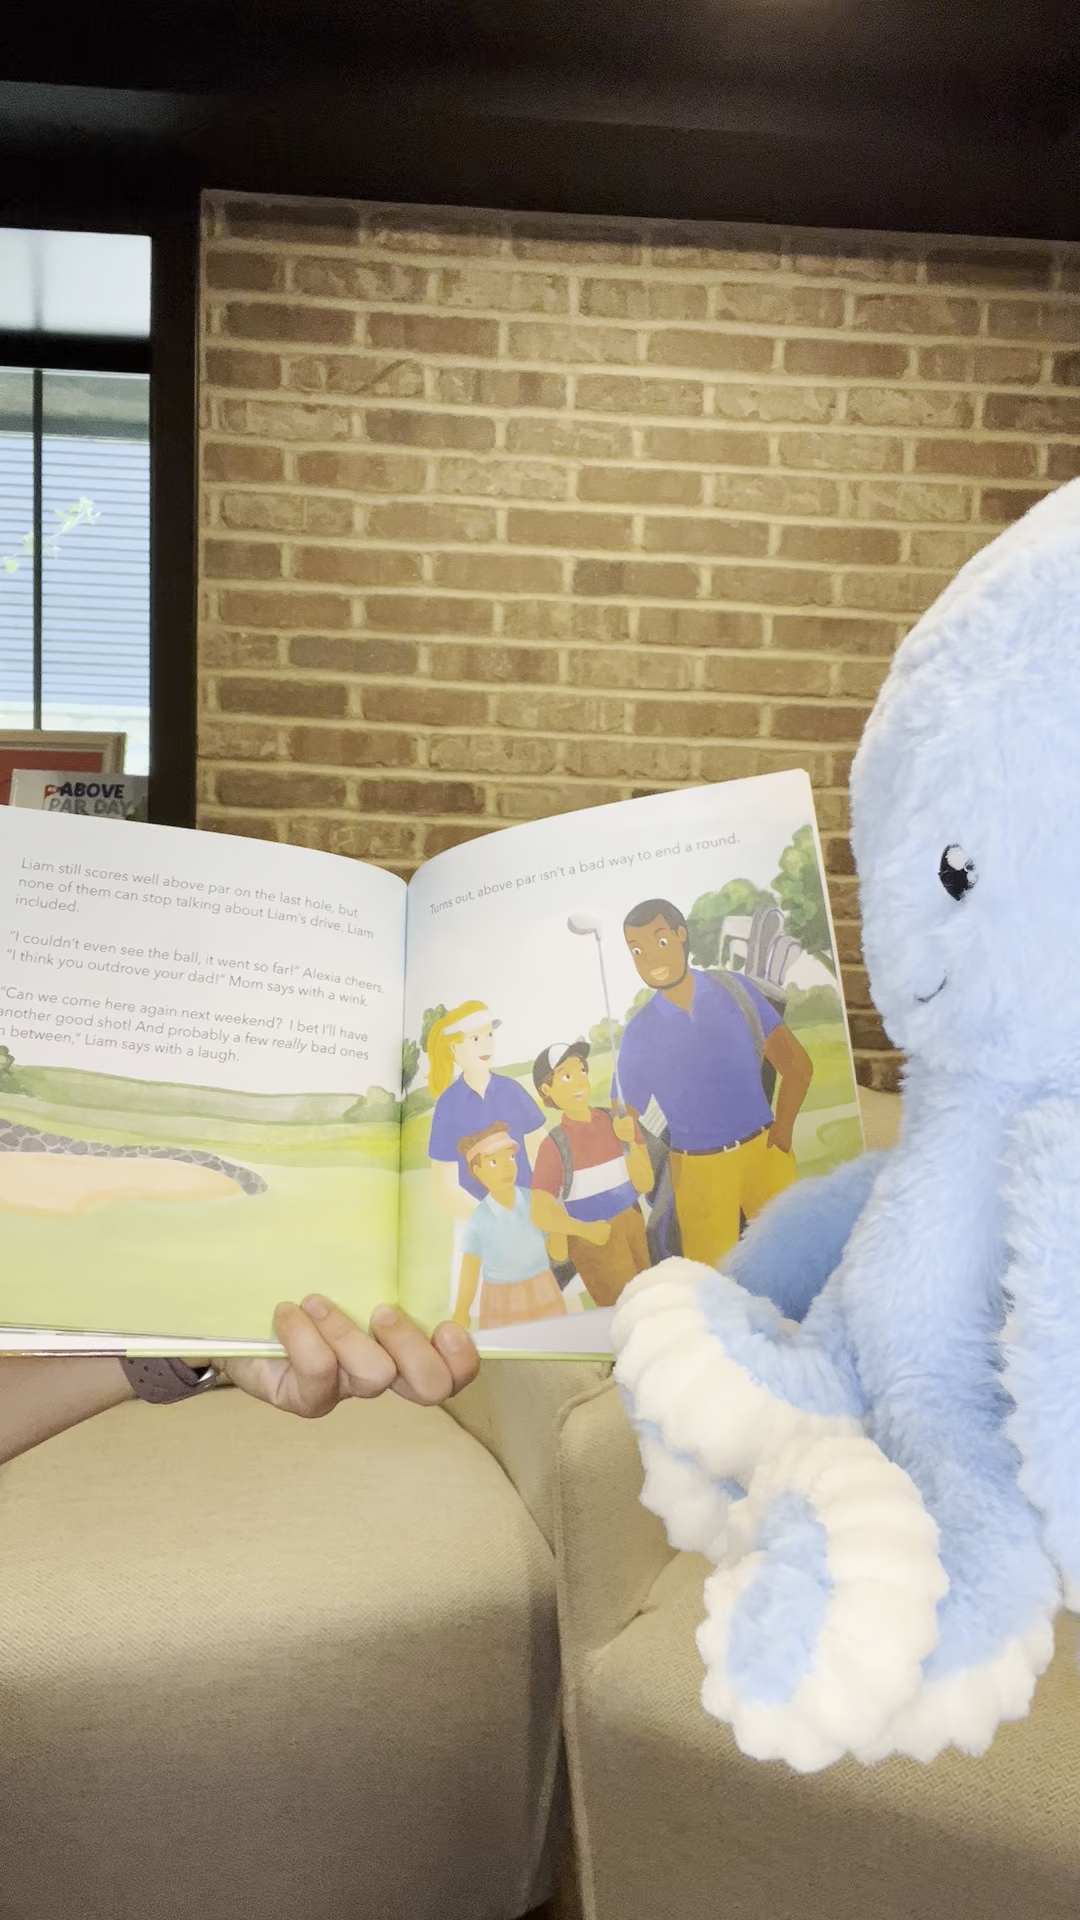 ABOVE
PAR DAY
Liam still scores well above par on the last hole, but
none of them can stop talking about Liam's drive, Liam
included.
"I couldn't even see the ball, it went so far!" Alexia cheers.
"I think you outdrove your dad!" Mom says with a wink.
"Can we come here again next weekend? I bet I'll have
another good shot! And probably a few really bad ones
n between," Liam says with a laugh.
Turns out, above par isn't a bad way to end a round.